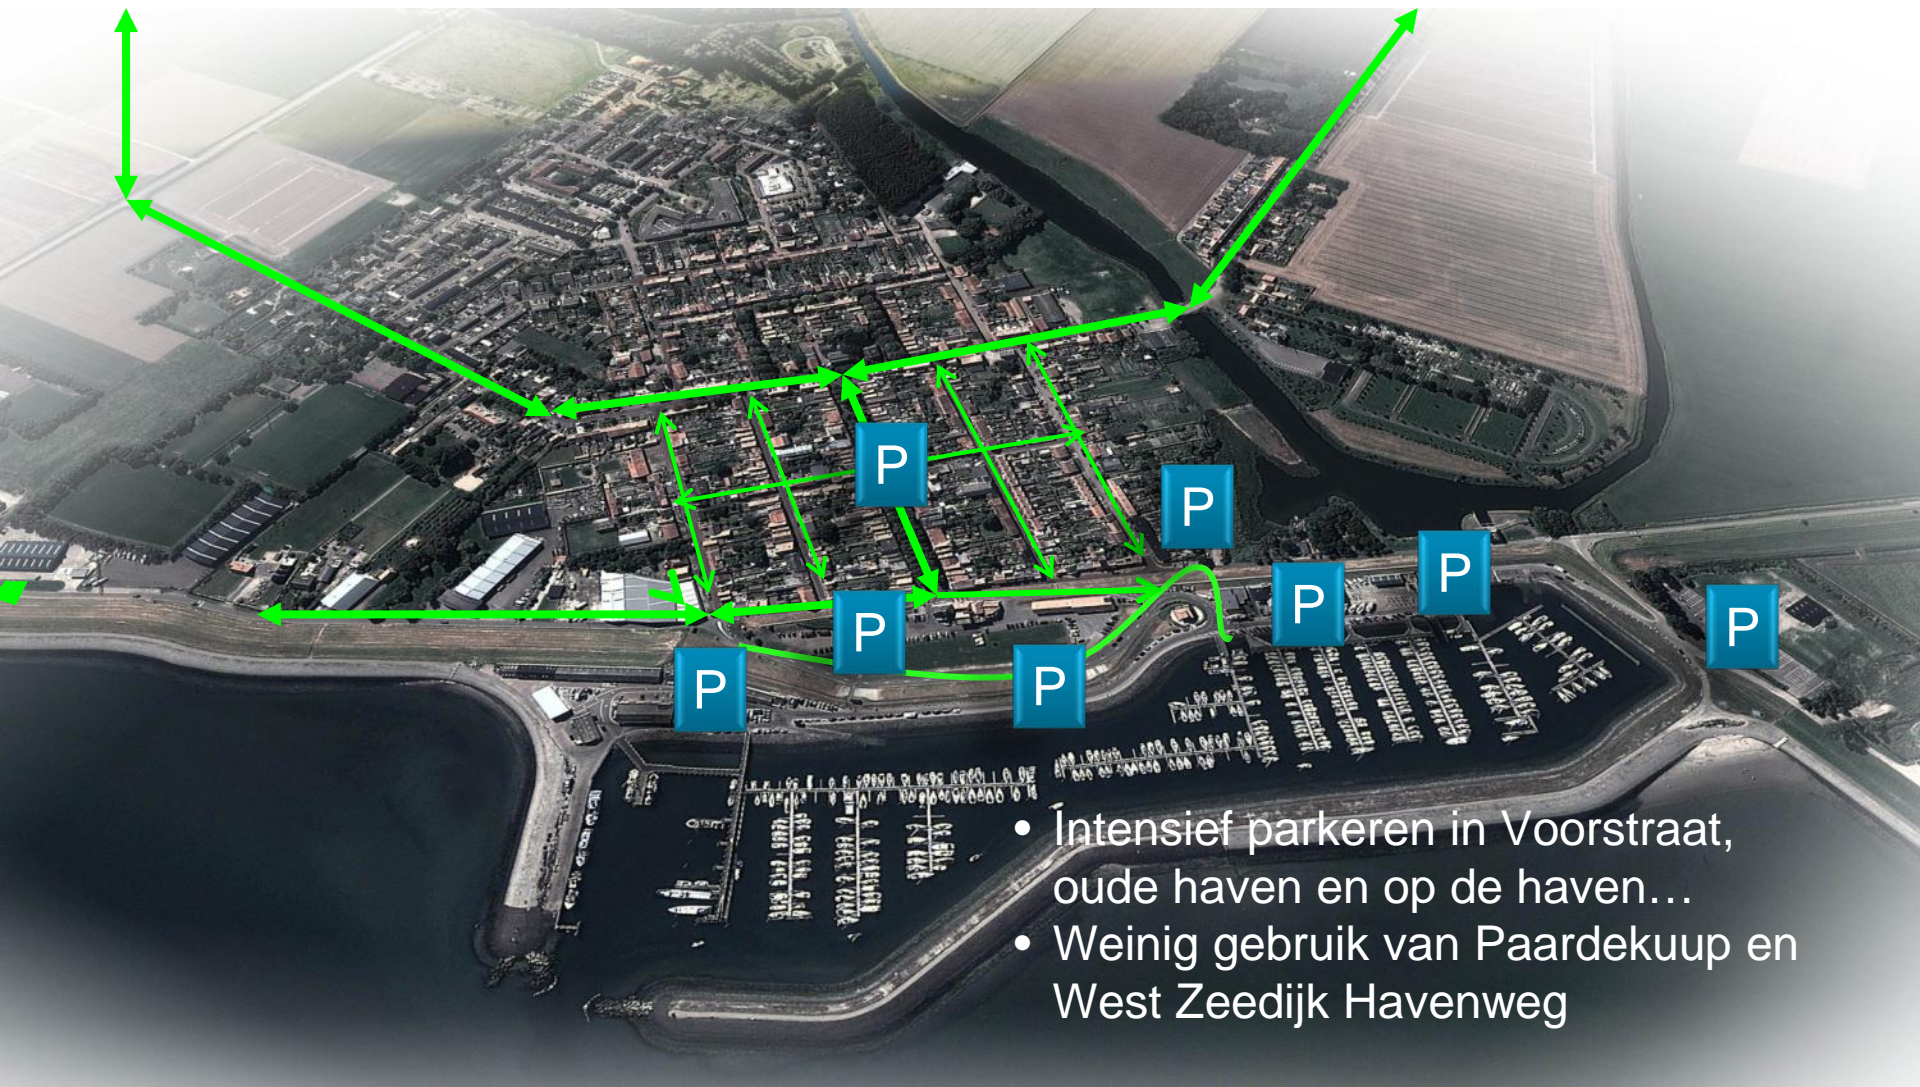 P
P
P
P
P
P
P
P
• Intensief parkeren in Voorstraat,
oude haven en op de haven…
• Weinig gebruik van Paardekuup en
West Zeedijk Havenweg